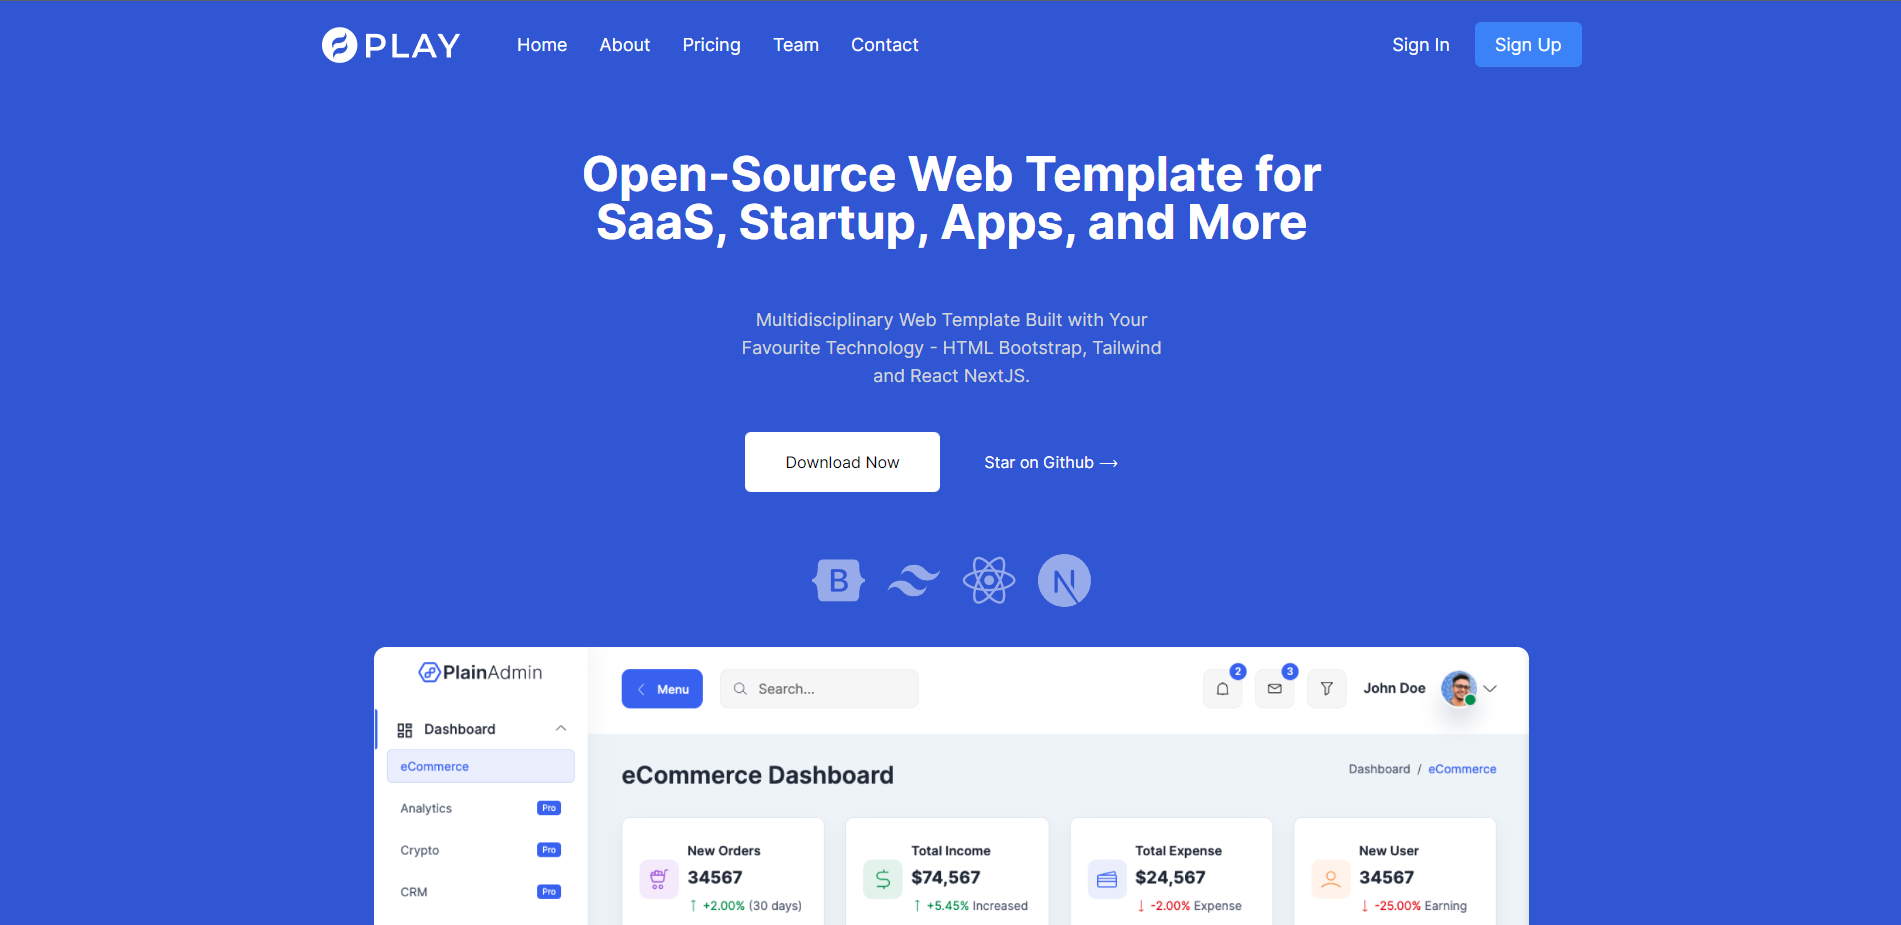 PLAY
Home About Pricing Team Contact
Sign In Sign Up
Open-Source Web Template for
SaaS, Startup, Apps, and More
Multidisciplinary Web Template Built with Your
Favourite Technology - HTML Bootstrap, Tailwind
and React NextJS.
Download Now
Star on Github →
B
N
PlainAdmin
Dashboard
eCommerce
Analytics Pro
Crypto Pro
CRM Pro
Menu
Search...
2
3
John Doe
eCommerce Dashboard
Dashboard / eCommerce
New Orders
34567
↑ +2.00% (30 days)
Total Income
$
$74,567
↑ +5.45% Increased
Total Expense
$24,567
↓ -2.00% Expense
New User
34567
↓ -25.00% Earning